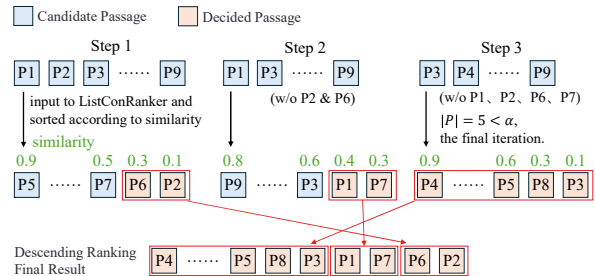 Candidate Passage Decided Passage
Step 1 Step 2 Step 3
P1 P2 P3 ······ P9 P1 P3 ······ P9 P3 P4 ······ P9
input to ListConRanker and
sorted according to similarity
(w/o P2 & P6)
(w/o P1、P2、P6、P7)
|P| = 5 < α,
the final iteration.
similarity
0.9 0.5 0.3 0.1 0.8 0.6 0.4 0.3 0.9 0.6 0.3 0.1
P5 ······ P7 P6 P2 P9 ······ P3 P1 P7 P4 ······ P5 P8 P3
Descending Ranking
Final Result
P4 ······ P5 P8 P3 P1 P7 P6 P2